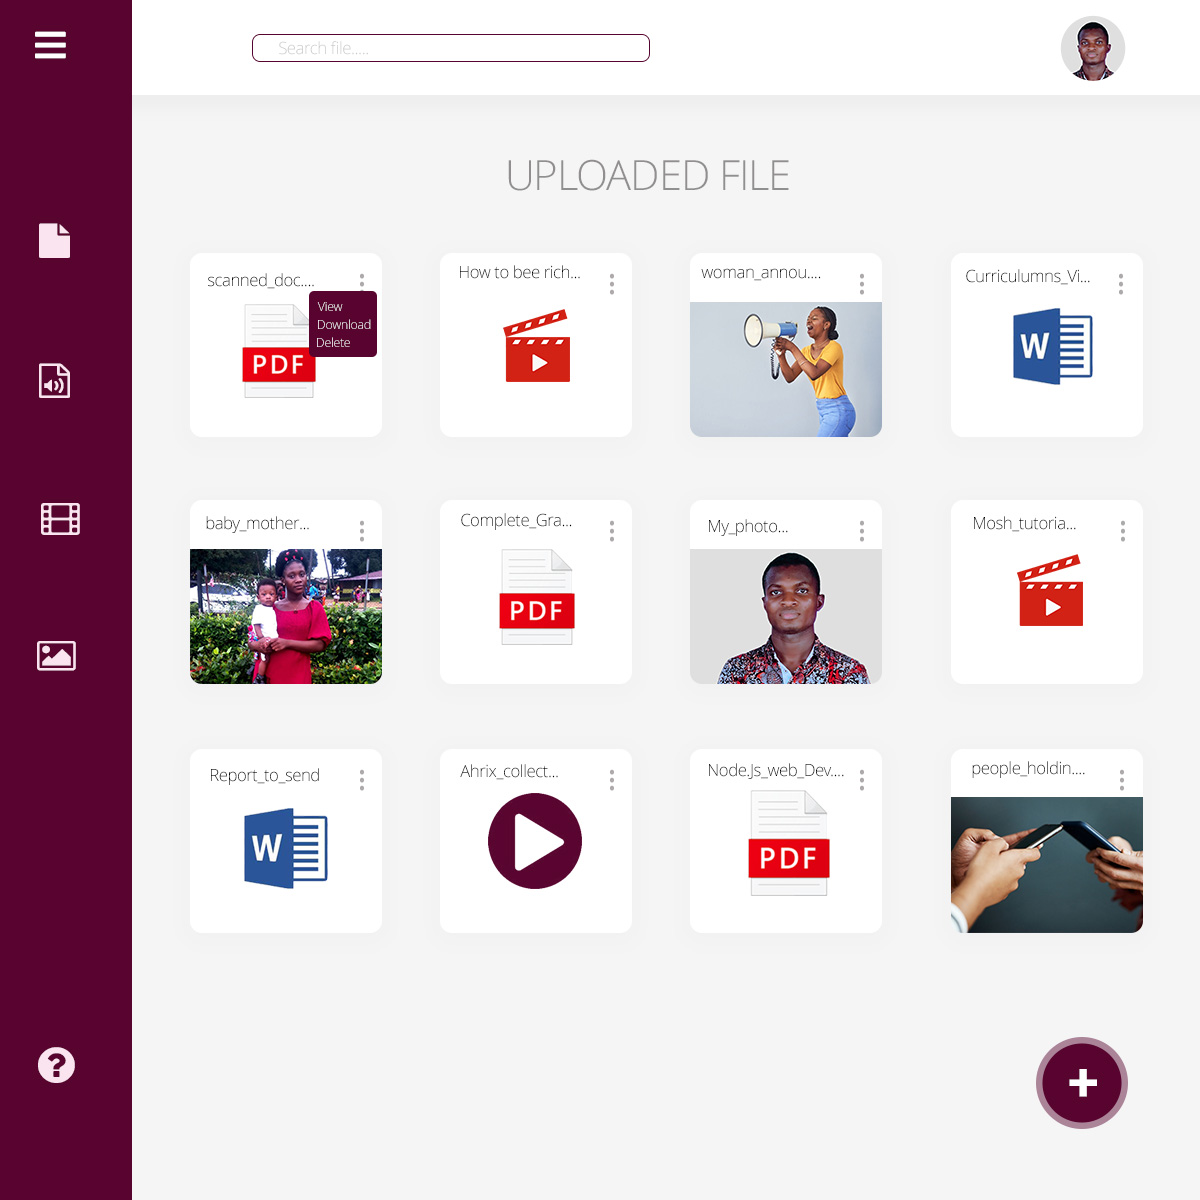 Search file.....
UPLOADED FILE
scanned_doc....
View
Download
Delete
PDF
How to bee rich...
woman_annou....
Curriculumns_Vi...
W
baby_mother...
Complete_Gra...
PDF
My_photo...
Mosh_tutoria...
Report_to_send
W
Ahrix_collect...
Node.Js_web_Dev....
PDF
people_holdin....
?
+